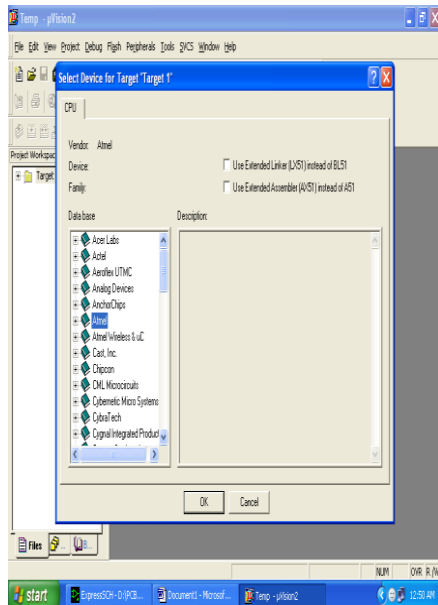 Temp - µVision2
File Edit View Project Debug Flash Peripherals Tools SVCS Window Help
Select Device for Target 'Target 1'
CPU
Vendor: Atmel
Device:
Use Extended Linker (LX51) instead of BL51
Family:
Use Extended Assembler (AX51) instead of A51
Project Workspac
Target
Data base
Description:
Acer Labs
Actel
Aeroflex UTMC
Analog Devices
AnchorChips
Atmel
Atmel Wireless & uC
Cast, Inc.
Chipcon
CML Microcircuits
Cybernetic Micro Systems
CybraTech
Cygnal Integrated Product
OK
Cancel
Files
B...
NUM
OVR R/W
start
ExpressSCH - D:\PCB...
Document1 - Microsof...
Temp - µVision2
12:50 AM